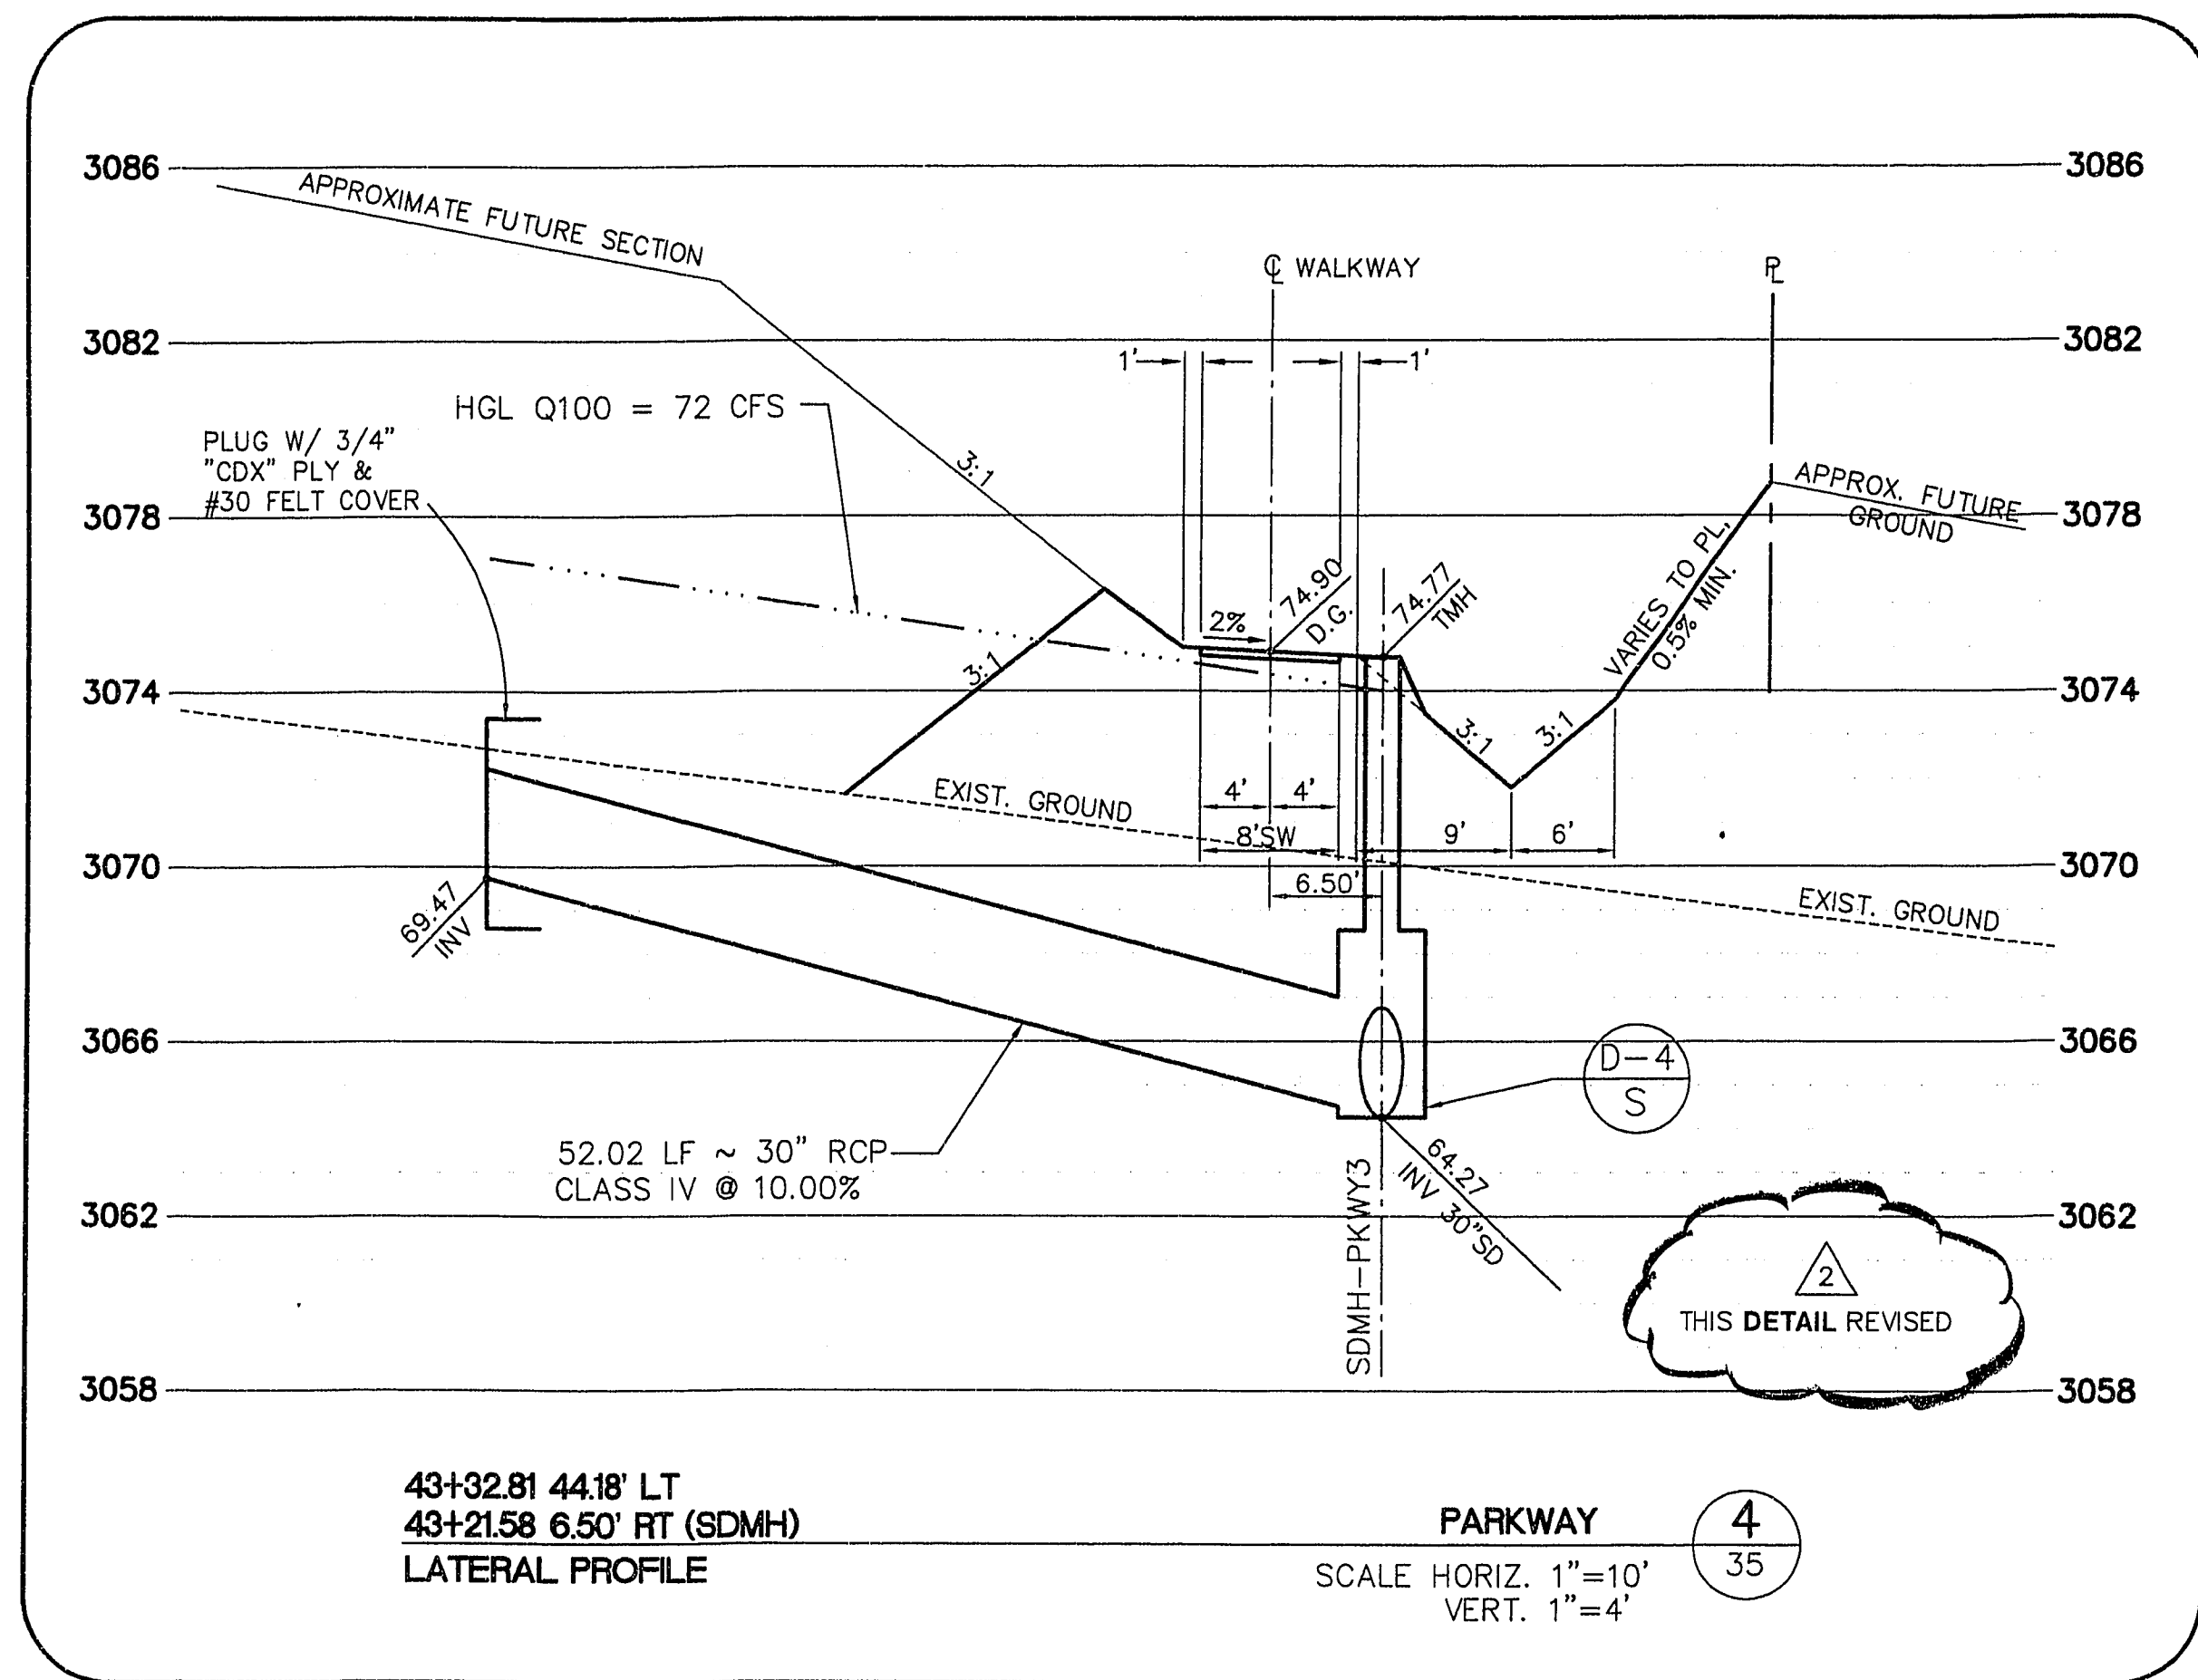 3086
3086
APPROXIMATE FUTURE SECTION
℄ WALKWAY
PL
3082
3082
1'
1'
HGL Q100 = 72 CFS
PLUG W/ 3/4"
"CDX" PLY &
#30 FELT COVER
3:1
APPROX. FUTURE
GROUND
3078
3078
VARIES TO PL,
0.5% MIN.
2%
74.90
D.G.
74.77
TMH
3:1
3074
3074
3:1
3:1
EXIST. GROUND
4'
4'
8'SW
9'
6'
3070
3070
6.50'
69.47
INV
EXIST. GROUND
3066
3066
D-4
S
52.02 LF ~ 30" RCP
CLASS IV @ 10.00%
64.27
INV 30"SD
SDMH-PKWY3
3062
3062
2
THIS DETAIL REVISED
3058
3058
43+32.81 44.18' LT
43+21.58 6.50' RT (SDMH)
LATERAL PROFILE
PARKWAY
4
35
SCALE HORIZ. 1"=10'
VERT. 1"=4'